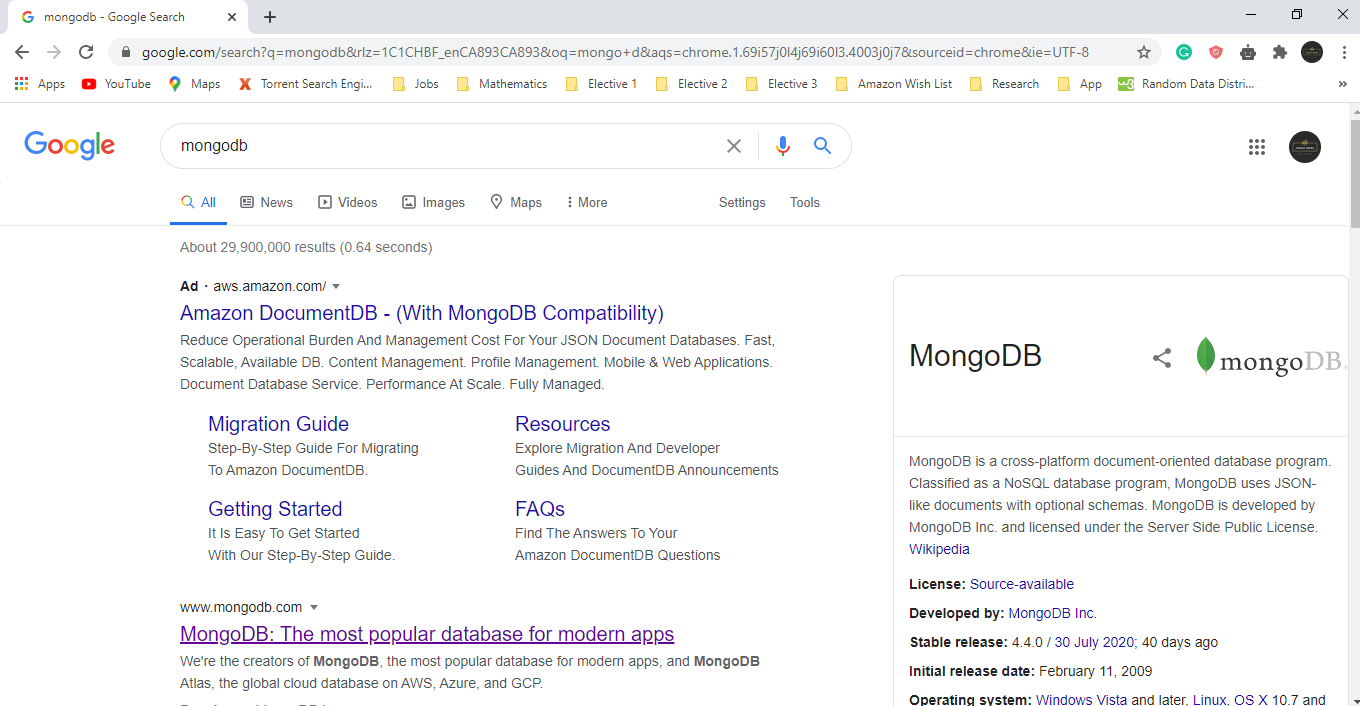 mongodb - Google Search
google.com/search?q=mongodb&rlz=1C1CHBF_enCA893CA893&oq=mongo+d&aqs=chrome.1.69i57j0l4j69i60l3.4003j0j7&sourceid=chrome&ie=UTF-8
Apps YouTube Maps Torrent Search Engi... Jobs Mathematics Elective 1 Elective 2 Elective 3 Amazon Wish List Research App Random Data Distri... »
Google mongodb
All News Videos Images Maps More Settings Tools
About 29,900,000 results (0.64 seconds)
Ad · aws.amazon.com/
Amazon DocumentDB - (With MongoDB Compatibility)
Reduce Operational Burden And Management Cost For Your JSON Document Databases. Fast,
Scalable, Available DB. Content Management. Profile Management. Mobile & Web Applications.
Document Database Service. Performance At Scale. Fully Managed.
Migration Guide
Step-By-Step Guide For Migrating
To Amazon DocumentDB.
Resources
Explore Migration And Developer
Guides And DocumentDB Announcements
Getting Started
It Is Easy To Get Started
With Our Step-By-Step Guide.
FAQs
Find The Answers To Your
Amazon DocumentDB Questions
www.mongodb.com
MongoDB: The most popular database for modern apps
We're the creators of MongoDB, the most popular database for modern apps, and MongoDB
Atlas, the global cloud database on AWS, Azure, and GCP.
MongoDB
mongoDB
MongoDB is a cross-platform document-oriented database program.
Classified as a NoSQL database program, MongoDB uses JSON-
like documents with optional schemas. MongoDB is developed by
MongoDB Inc. and licensed under the Server Side Public License.
Wikipedia
License: Source-available
Developed by: MongoDB Inc.
Stable release: 4.4.0 / 30 July 2020; 40 days ago
Initial release date: February 11, 2009
Operating system: Windows Vista and later, Linux, OS X 10.7 and